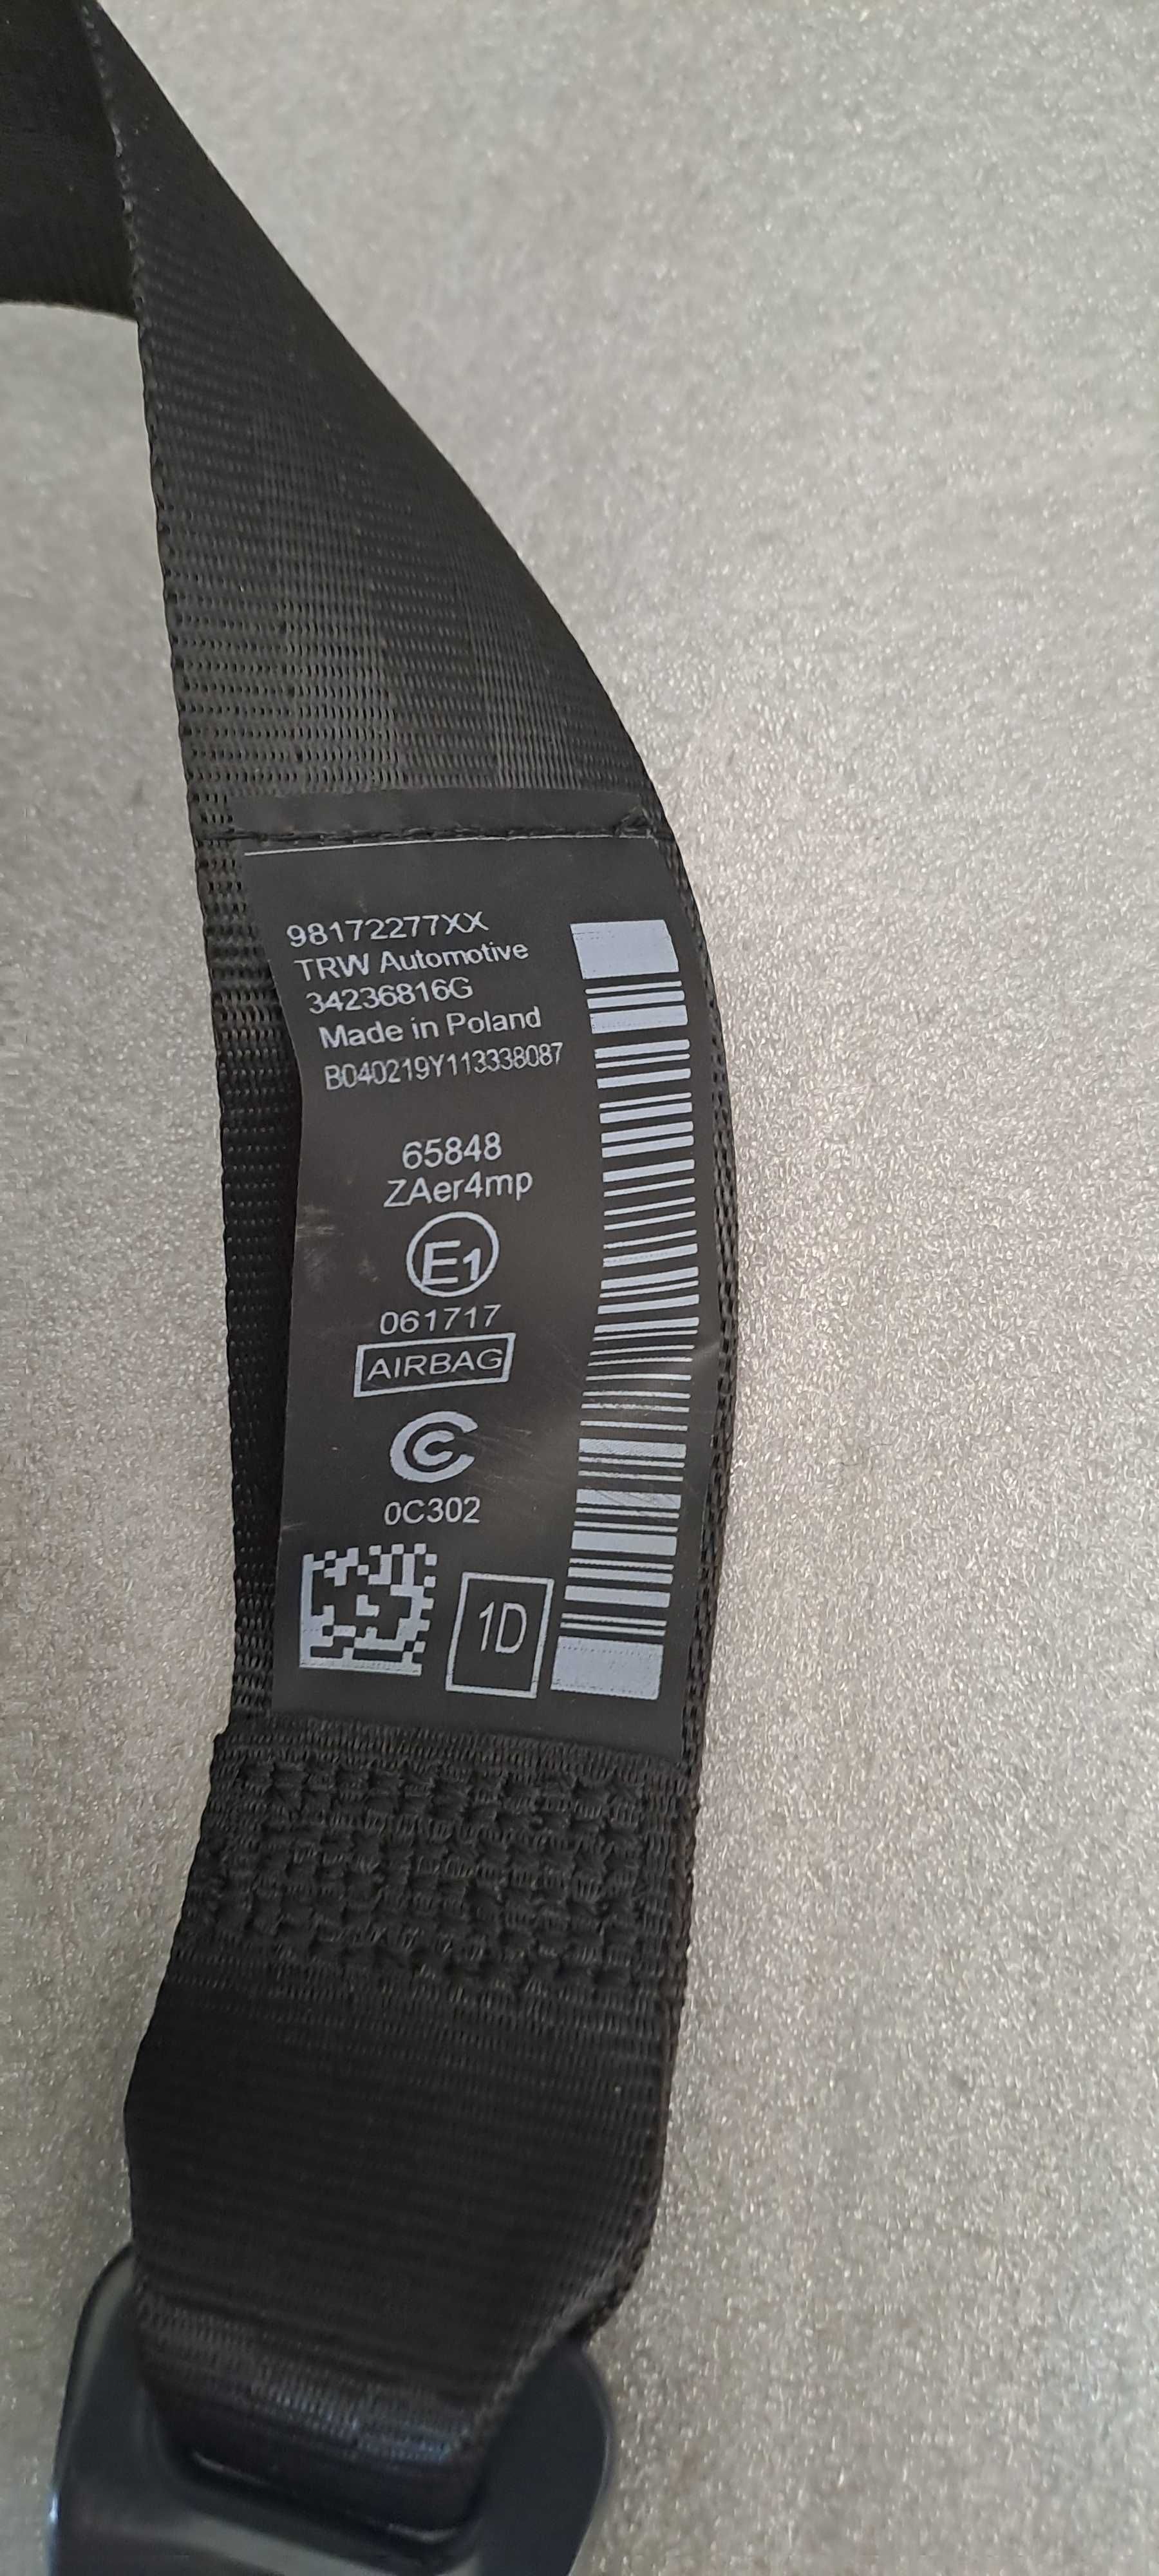 98172277XX
TRW Automotive
34236816G
Made in Poland
B040219Y113338087
65848
ZAer4mp
E1
061717
AIRBAG
0C302
1D